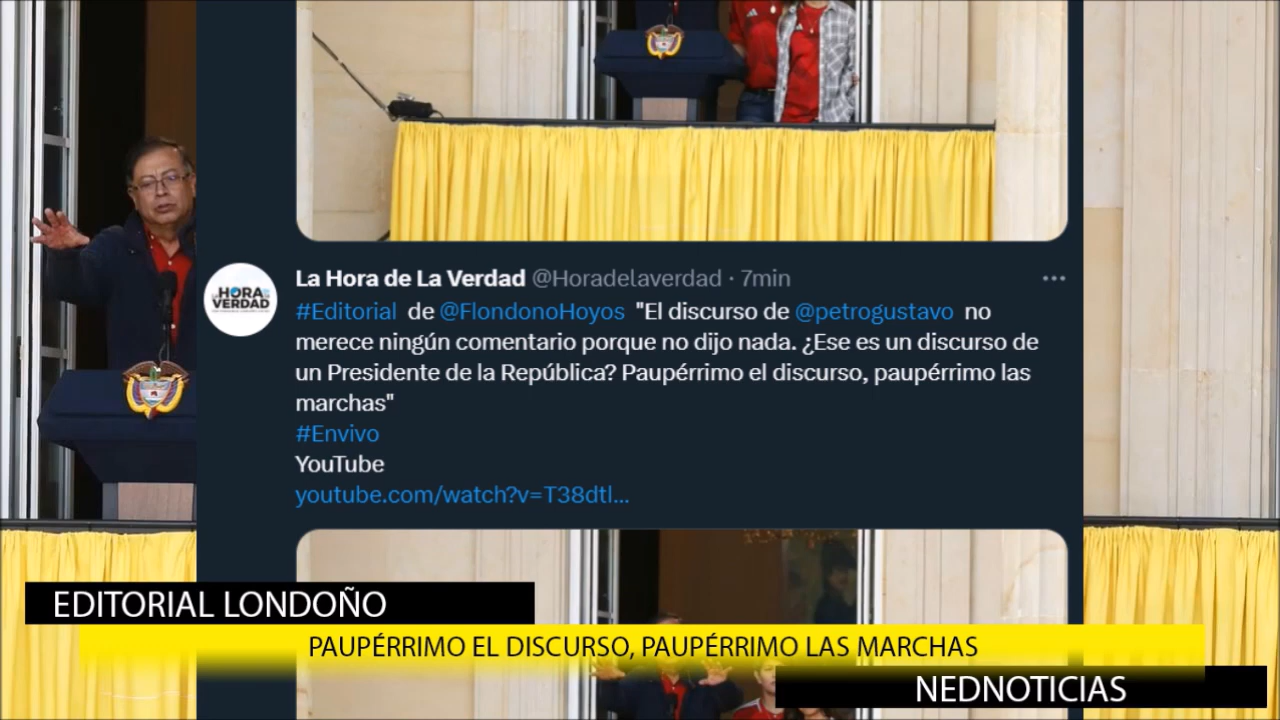 La Hora de La Verdad @Horadelaverdad · 7min
HORA
VERDAD
#Editorial de @FlondonoHoyos "El discurso de @petrogustavo no
merece ningún comentario porque no dijo nada. ¿Ese es un discurso de
un Presidente de la República? Paupérrimo el discurso, paupérrimo las
marchas"
#Envivo
YouTube
youtube.com/watch?v=T38dtl...
EDITORIAL LONDOÑO
PAUPÉRRIMO EL DISCURSO, PAUPÉRRIMO LAS MARCHAS
NEDNOTICIAS